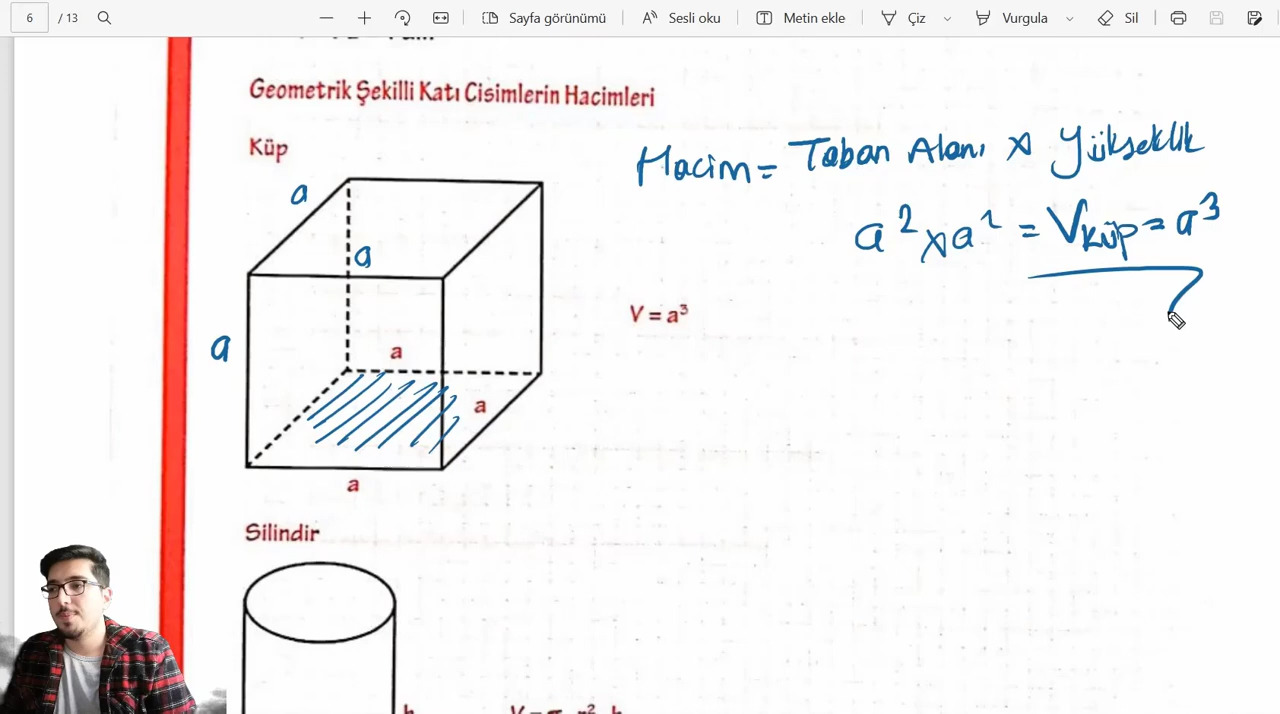 6 / 13 Sayfa görünümü Sesli oku Metin ekle Çiz Vurgula Sil
Geometrik Şekilli Katı Cisimlerin Hacimleri
Küp
Hacim = Taban Alanı x Yükseklik
a² x a¹ = Vküp = a³
a
a
a
V = a³
a
a
a
Silindir